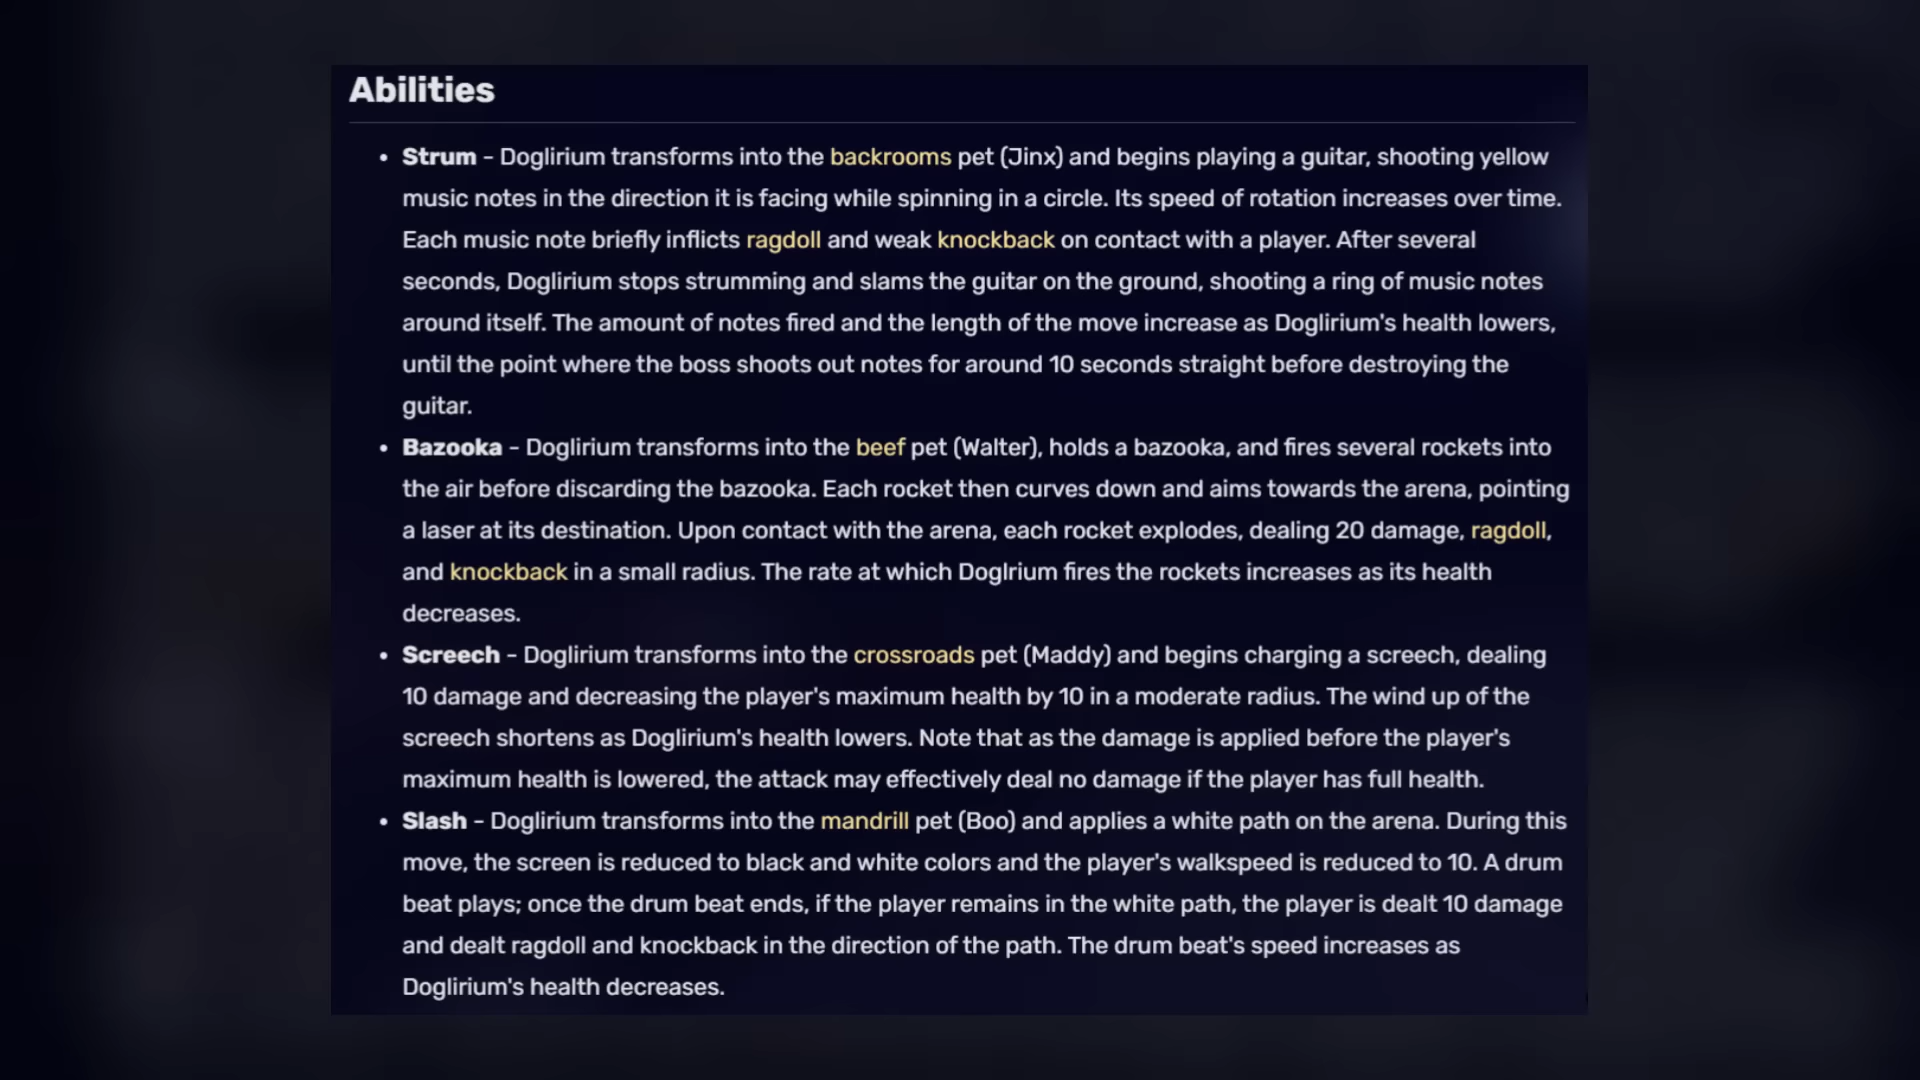 Abilities
• Strum - Doglirium transforms into the backrooms pet (Jinx) and begins playing a guitar, shooting yellow
music notes in the direction it is facing while spinning in a circle. Its speed of rotation increases over time.
Each music note briefly inflicts ragdoll and weak knockback on contact with a player. After several
seconds, Doglirium stops strumming and slams the guitar on the ground, shooting a ring of music notes
around itself. The amount of notes fired and the length of the move increase as Doglirium's health lowers,
until the point where the boss shoots out notes for around 10 seconds straight before destroying the
guitar.
• Bazooka - Doglirium transforms into the beef pet (Walter), holds a bazooka, and fires several rockets into
the air before discarding the bazooka. Each rocket then curves down and aims towards the arena, pointing
a laser at its destination. Upon contact with the arena, each rocket explodes, dealing 20 damage, ragdoll,
and knockback in a small radius. The rate at which Doglrium fires the rockets increases as its health
decreases.
• Screech - Doglirium transforms into the crossroads pet (Maddy) and begins charging a screech, dealing
10 damage and decreasing the player's maximum health by 10 in a moderate radius. The wind up of the
screech shortens as Doglirium's health lowers. Note that as the damage is applied before the player's
maximum health is lowered, the attack may effectively deal no damage if the player has full health.
• Slash - Doglirium transforms into the mandrill pet (Boo) and applies a white path on the arena. During this
move, the screen is reduced to black and white colors and the player's walkspeed is reduced to 10. A drum
beat plays; once the drum beat ends, if the player remains in the white path, the player is dealt 10 damage
and dealt ragdoll and knockback in the direction of the path. The drum beat's speed increases as
Doglirium's health decreases.